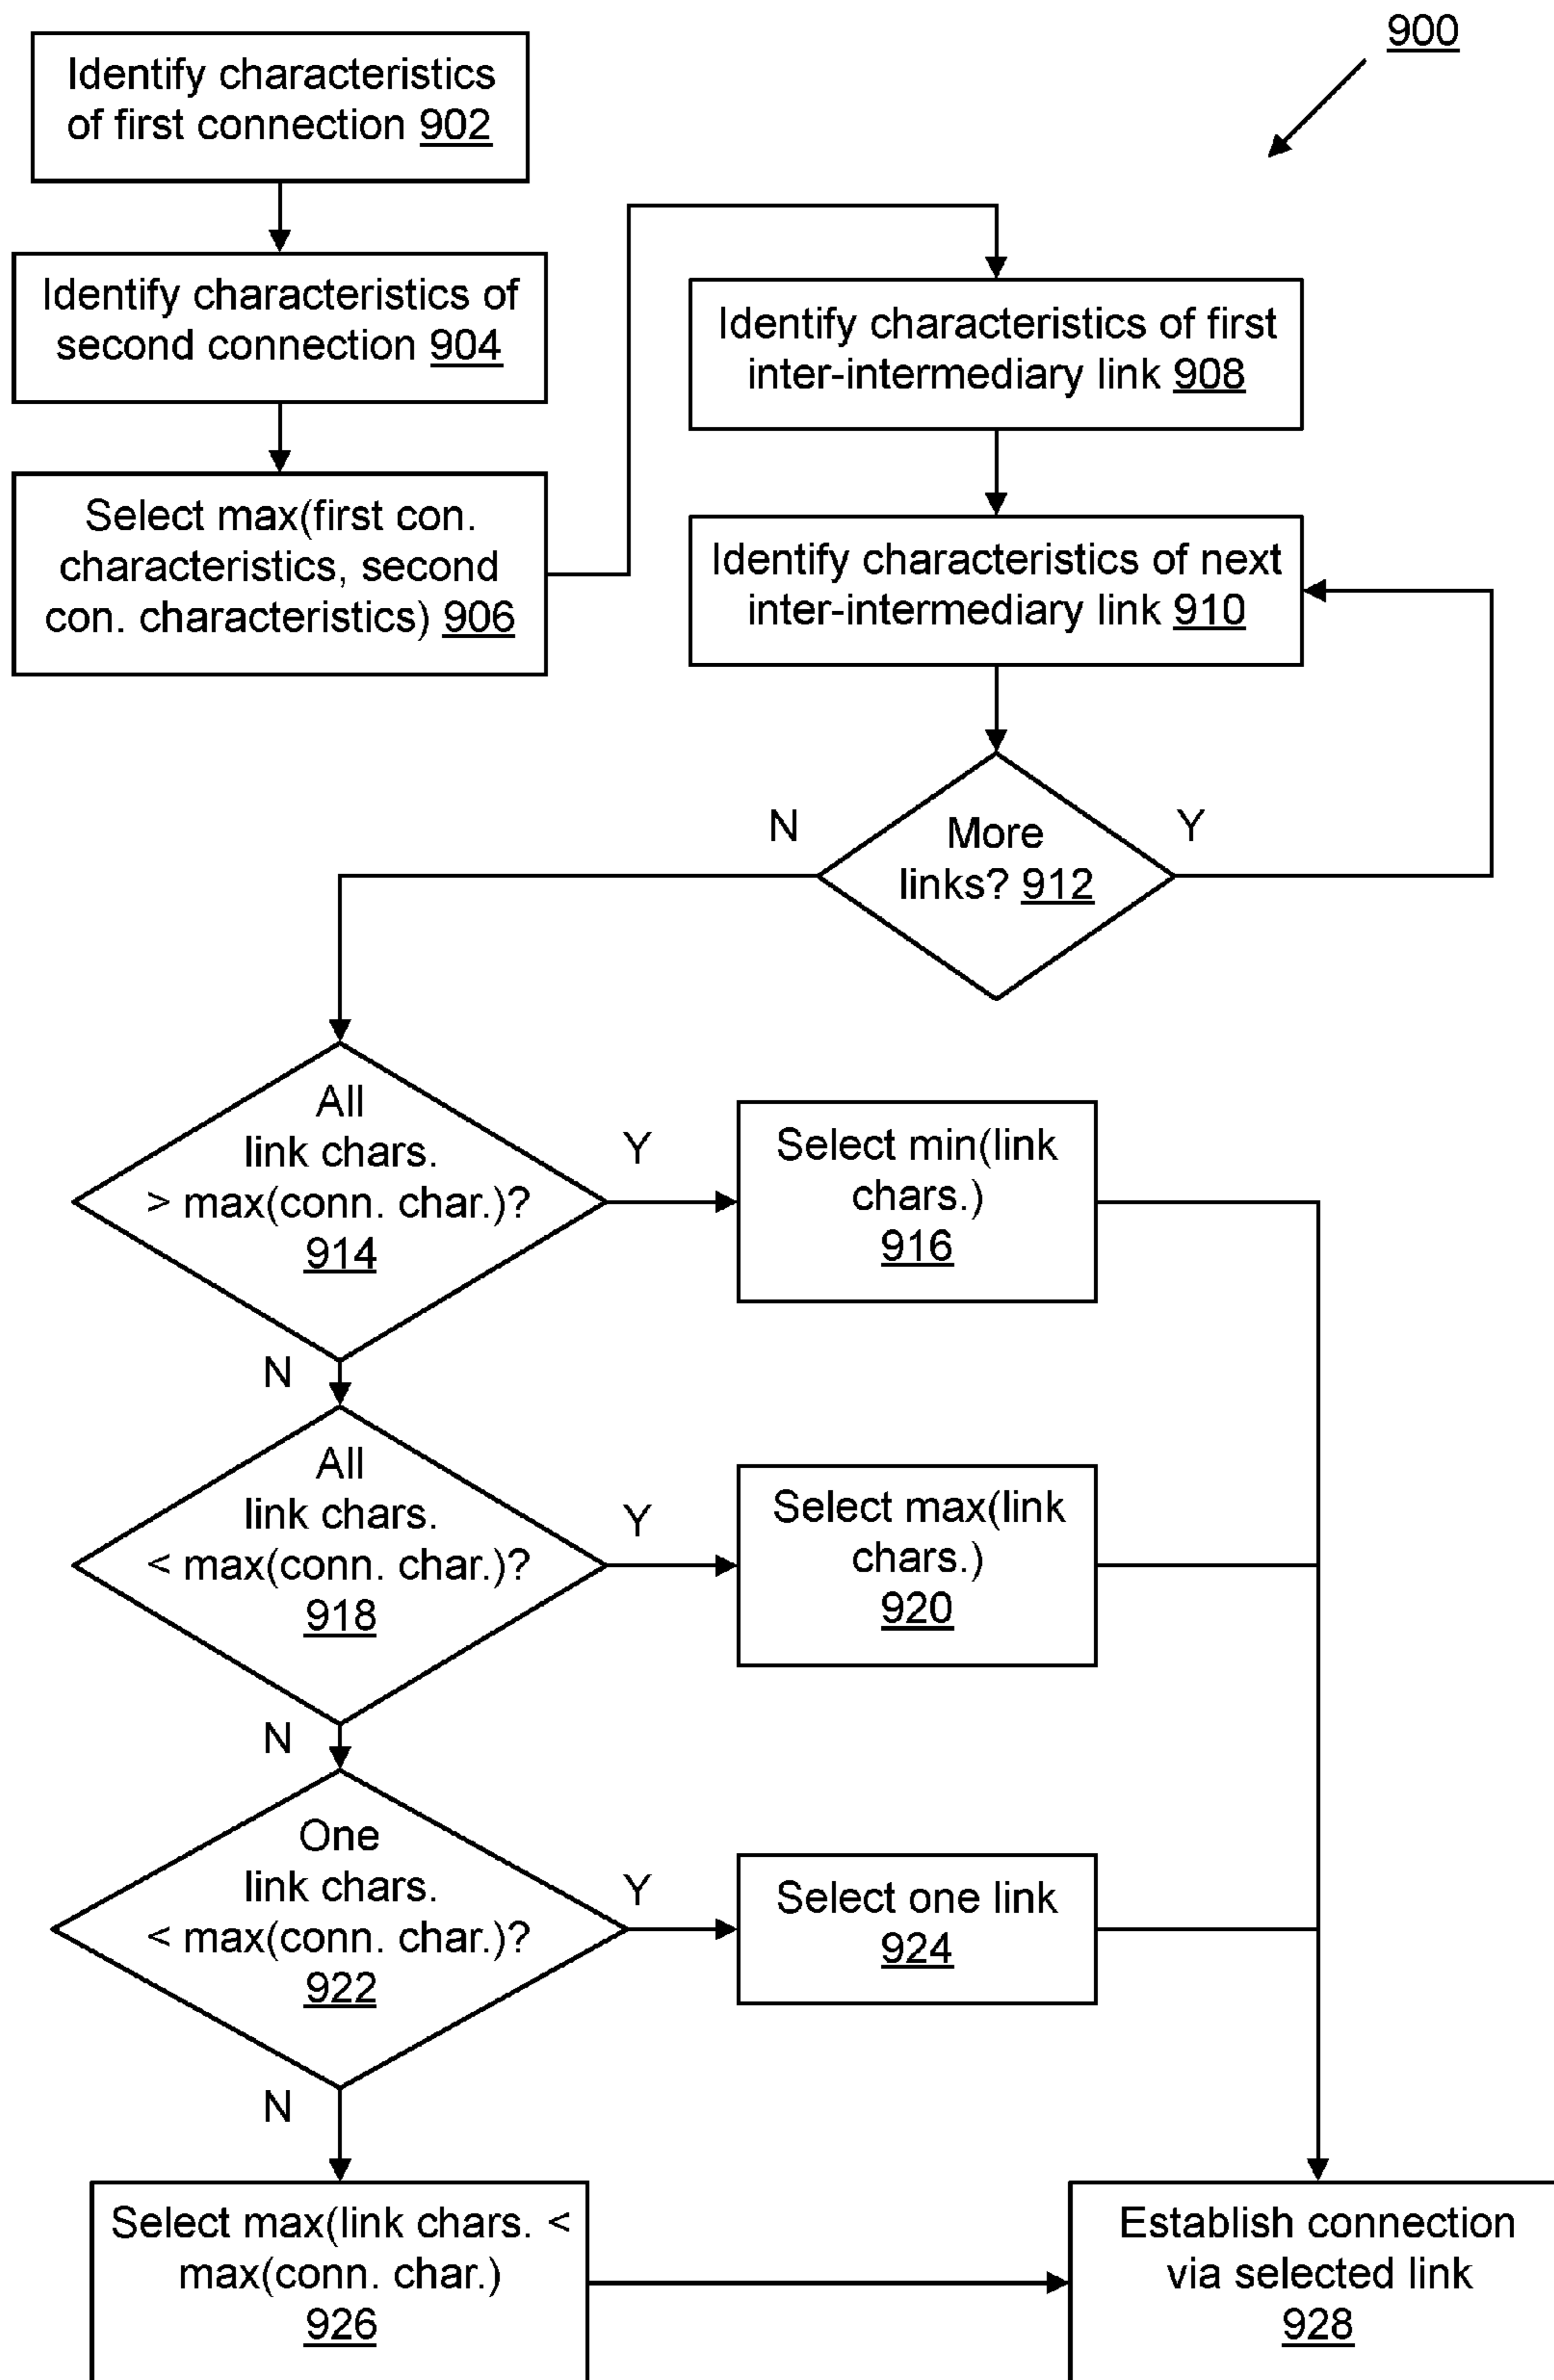 900
Identify characteristics
of first connection 902
Identify characteristics of
second connection 904
Select max(first con.
characteristics, second
con. characteristics) 906
Identify characteristics of first
inter-intermediary link 908
Identify characteristics of next
inter-intermediary link 910
More
links? 912
N
Y
All
link chars.
> max(conn. char.)?
914
Y
N
Select min(link
chars.)
916
All
link chars.
< max(conn. char.)?
918
Y
N
Select max(link
chars.)
920
One
link chars.
< max(conn. char.)?
922
Y
N
Select one link
924
Select max(link chars. <
max(conn. char.)
926
Establish connection
via selected link
928